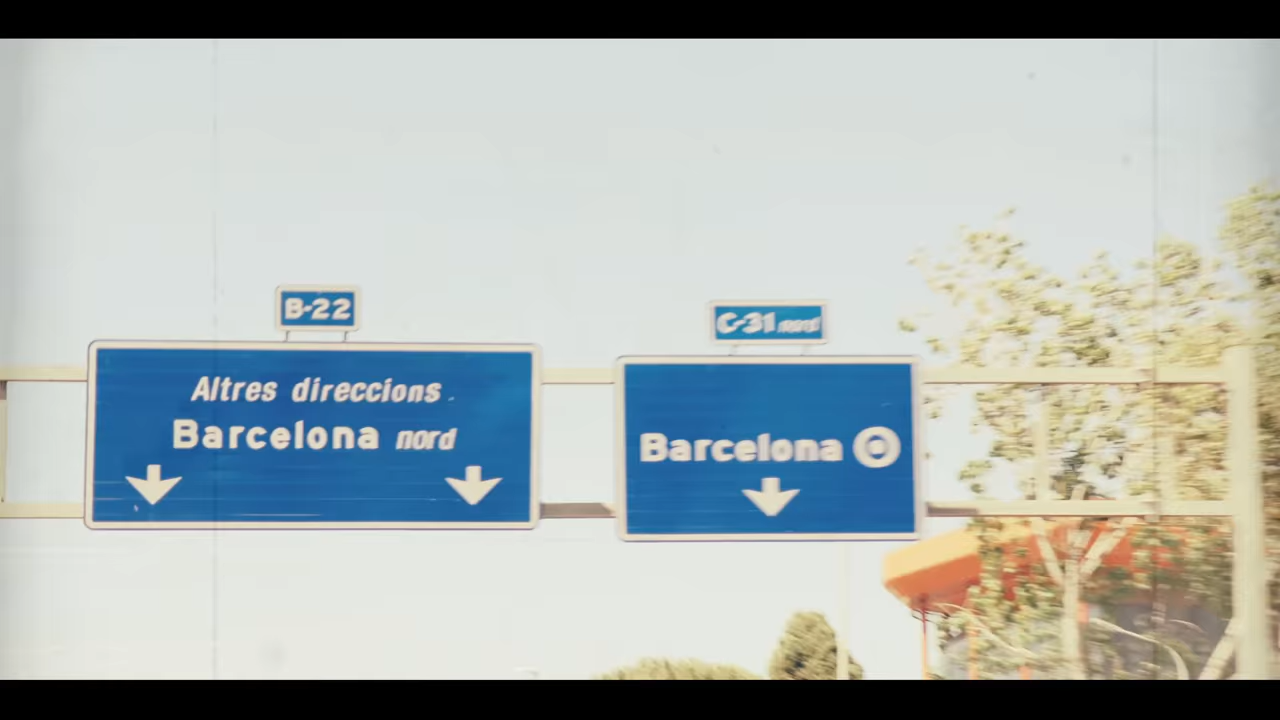 B-22
Altres direccions
Barcelona nord
C-31 nord
Barcelona